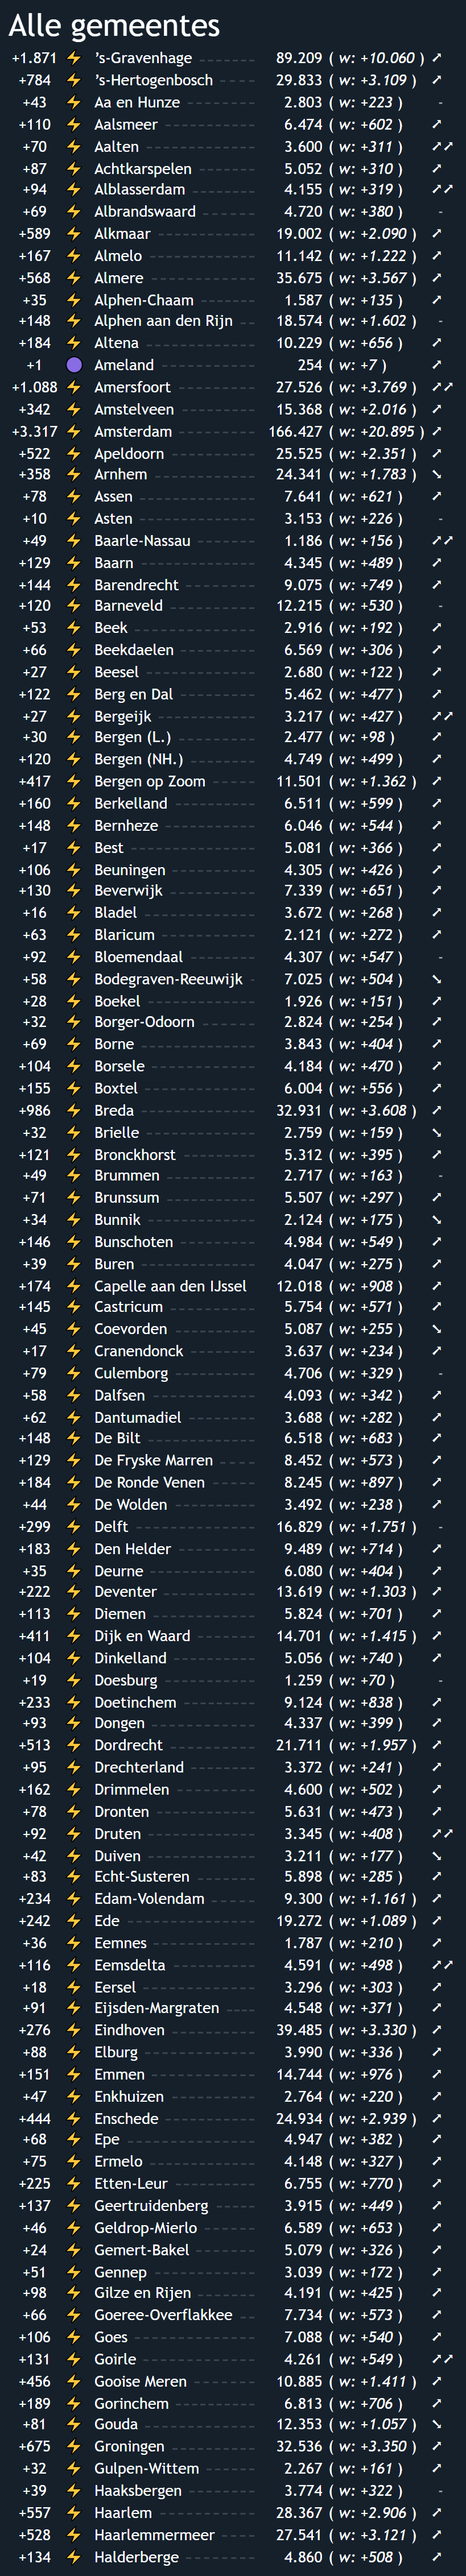 Alle gemeentes
+1.871 ⚡ ’s-Gravenhage 89.209 ( w: +10.060 ) ➚
+784 ⚡ ’s-Hertogenbosch 29.833 ( w: +3.109 ) ➚
+43 ⚡ Aa en Hunze 2.803 ( w: +223 ) -
+110 ⚡ Aalsmeer 6.474 ( w: +602 ) ➚
+70 ⚡ Aalten 3.600 ( w: +311 ) ➚➚
+87 ⚡ Achtkarspelen 5.052 ( w: +310 ) ➚
+94 ⚡ Alblasserdam 4.155 ( w: +319 ) ➚➚
+69 ⚡ Albrandswaard 4.720 ( w: +380 ) -
+589 ⚡ Alkmaar 19.002 ( w: +2.090 ) ➚
+167 ⚡ Almelo 11.142 ( w: +1.222 ) ➚
+568 ⚡ Almere 35.675 ( w: +3.567 ) ➚
+35 ⚡ Alphen-Chaam 1.587 ( w: +135 ) ➚
+148 ⚡ Alphen aan den Rijn 18.574 ( w: +1.602 ) -
+184 ⚡ Altena 10.229 ( w: +656 ) ➚
+1 Ameland 254 ( w: +7 ) ➚
+1.088 ⚡ Amersfoort 27.526 ( w: +3.769 ) ➚➚
+342 ⚡ Amstelveen 15.368 ( w: +2.016 ) ➚
+3.317 ⚡ Amsterdam 166.427 ( w: +20.895 ) ➚
+522 ⚡ Apeldoorn 25.525 ( w: +2.351 ) ➚
+358 ⚡ Arnhem 24.341 ( w: +1.783 ) ➘
+78 ⚡ Assen 7.641 ( w: +621 ) ➚
+10 ⚡ Asten 3.153 ( w: +226 ) -
+49 ⚡ Baarle-Nassau 1.186 ( w: +156 ) ➚➚
+129 ⚡ Baarn 4.345 ( w: +489 ) ➚
+144 ⚡ Barendrecht 9.075 ( w: +749 ) ➚
+120 ⚡ Barneveld 12.215 ( w: +530 ) -
+53 ⚡ Beek 2.916 ( w: +192 ) ➚
+66 ⚡ Beekdaelen 6.569 ( w: +306 ) ➚
+27 ⚡ Beesel 2.680 ( w: +122 ) ➚
+122 ⚡ Berg en Dal 5.462 ( w: +477 ) ➚
+27 ⚡ Bergeijk 3.217 ( w: +427 ) ➚➚
+30 ⚡ Bergen (L.) 2.477 ( w: +98 ) ➚
+120 ⚡ Bergen (NH.) 4.749 ( w: +499 ) ➚
+417 ⚡ Bergen op Zoom 11.501 ( w: +1.362 ) ➚
+160 ⚡ Berkelland 6.511 ( w: +599 ) ➚
+148 ⚡ Bernheze 6.046 ( w: +544 ) ➚
+17 ⚡ Best 5.081 ( w: +366 ) ➚
+106 ⚡ Beuningen 4.305 ( w: +426 ) ➚
+130 ⚡ Beverwijk 7.339 ( w: +651 ) ➚
+16 ⚡ Bladel 3.672 ( w: +268 ) ➚
+63 ⚡ Blaricum 2.121 ( w: +272 ) ➚
+92 ⚡ Bloemendaal 4.307 ( w: +547 ) -
+58 ⚡ Bodegraven-Reeuwijk 7.025 ( w: +504 ) ➘
+28 ⚡ Boekel 1.926 ( w: +151 ) ➚
+32 ⚡ Borger-Odoorn 2.824 ( w: +254 ) ➚
+69 ⚡ Borne 3.843 ( w: +404 ) ➚
+104 ⚡ Borsele 4.184 ( w: +470 ) ➚
+155 ⚡ Boxtel 6.004 ( w: +556 ) ➚
+986 ⚡ Breda 32.931 ( w: +3.608 ) ➚
+32 ⚡ Brielle 2.759 ( w: +159 ) ➘
+121 ⚡ Bronckhorst 5.312 ( w: +395 ) ➚
+49 ⚡ Brummen 2.717 ( w: +163 ) -
+71 ⚡ Brunssum 5.507 ( w: +297 ) ➚
+34 ⚡ Bunnik 2.124 ( w: +175 ) ➘
+146 ⚡ Bunschoten 4.984 ( w: +549 ) ➚
+39 ⚡ Buren 4.047 ( w: +275 ) ➚
+174 ⚡ Capelle aan den IJssel 12.018 ( w: +908 ) ➚
+145 ⚡ Castricum 5.754 ( w: +571 ) ➚
+45 ⚡ Coevorden 5.087 ( w: +255 ) ➘
+17 ⚡ Cranendonck 3.637 ( w: +234 ) ➚
+79 ⚡ Culemborg 4.706 ( w: +329 ) -
+58 ⚡ Dalfsen 4.093 ( w: +342 ) ➚
+62 ⚡ Dantumadiel 3.688 ( w: +282 ) ➚
+148 ⚡ De Bilt 6.518 ( w: +683 ) ➚
+129 ⚡ De Fryske Marren 8.452 ( w: +573 ) ➚
+184 ⚡ De Ronde Venen 8.245 ( w: +897 ) ➚
+44 ⚡ De Wolden 3.492 ( w: +238 ) ➚
+299 ⚡ Delft 16.829 ( w: +1.751 ) -
+183 ⚡ Den Helder 9.489 ( w: +714 ) ➚
+35 ⚡ Deurne 6.080 ( w: +404 ) ➚
+222 ⚡ Deventer 13.619 ( w: +1.303 ) ➚
+113 ⚡ Diemen 5.824 ( w: +701 ) ➚
+411 ⚡ Dijk en Waard 14.701 ( w: +1.415 ) ➚
+104 ⚡ Dinkelland 5.056 ( w: +740 ) ➚
+19 ⚡ Doesburg 1.259 ( w: +70 ) -
+233 ⚡ Doetinchem 9.124 ( w: +838 ) ➚
+93 ⚡ Dongen 4.337 ( w: +399 ) ➚
+513 ⚡ Dordrecht 21.711 ( w: +1.957 ) ➚
+95 ⚡ Drechterland 3.372 ( w: +241 ) ➚
+162 ⚡ Drimmelen 4.600 ( w: +502 ) ➚
+78 ⚡ Dronten 5.631 ( w: +473 ) ➚
+92 ⚡ Druten 3.345 ( w: +408 ) ➚➚
+42 ⚡ Duiven 3.211 ( w: +177 ) ➘
+83 ⚡ Echt-Susteren 5.898 ( w: +285 ) ➚
+234 ⚡ Edam-Volendam 9.300 ( w: +1.161 ) ➚
+242 ⚡ Ede 19.272 ( w: +1.089 ) ➚
+36 ⚡ Eemnes 1.787 ( w: +210 ) ➚
+116 ⚡ Eemsdelta 4.591 ( w: +498 ) ➚➚
+18 ⚡ Eersel 3.296 ( w: +303 ) ➚
+91 ⚡ Eijsden-Margraten 4.548 ( w: +371 ) ➚
+276 ⚡ Eindhoven 39.485 ( w: +3.330 ) ➚
+88 ⚡ Elburg 3.990 ( w: +336 ) ➚
+151 ⚡ Emmen 14.744 ( w: +976 ) ➚
+47 ⚡ Enkhuizen 2.764 ( w: +220 ) ➚
+444 ⚡ Enschede 24.934 ( w: +2.939 ) ➚
+68 ⚡ Epe 4.947 ( w: +382 ) ➚
+75 ⚡ Ermelo 4.148 ( w: +327 ) ➚
+225 ⚡ Etten-Leur 6.755 ( w: +770 ) ➚
+137 ⚡ Geertruidenberg 3.915 ( w: +449 ) ➚
+46 ⚡ Geldrop-Mierlo 6.589 ( w: +653 ) ➚
+24 ⚡ Gemert-Bakel 5.079 ( w: +326 ) ➚
+51 ⚡ Gennep 3.039 ( w: +172 ) ➚
+98 ⚡ Gilze en Rijen 4.191 ( w: +425 ) ➚
+66 ⚡ Goeree-Overflakkee 7.734 ( w: +573 ) ➚
+106 ⚡ Goes 7.088 ( w: +540 ) ➚
+131 ⚡ Goirle 4.261 ( w: +549 ) ➚➚
+456 ⚡ Gooise Meren 10.885 ( w: +1.411 ) ➚
+189 ⚡ Gorinchem 6.813 ( w: +706 ) ➚
+81 ⚡ Gouda 12.353 ( w: +1.057 ) ➘
+675 ⚡ Groningen 32.536 ( w: +3.350 ) ➚
+32 ⚡ Gulpen-Wittem 2.267 ( w: +161 ) ➚
+39 ⚡ Haaksbergen 3.774 ( w: +322 ) -
+557 ⚡ Haarlem 28.367 ( w: +2.906 ) ➚
+528 ⚡ Haarlemmermeer 27.541 ( w: +3.121 ) ➚
+134 ⚡ Halderberge 4.860 ( w: +508 ) ➚